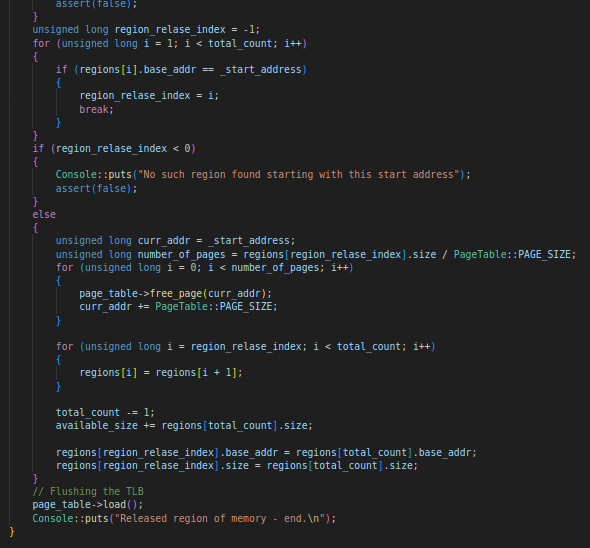 assert(false);
    }
    unsigned long region_relase_index = -1;
    for (unsigned long i = 1; i < total_count; i++)
    {
        if (regions[i].base_addr == _start_address)
        {
            region_relase_index = i;
            break;
        }
    }
    if (region_relase_index < 0)
    {
        Console::puts("No such region found starting with this start address");
        assert(false);
    }
    else
    {
        unsigned long curr_addr = _start_address;
        unsigned long number_of_pages = regions[region_relase_index].size / PageTable::PAGE_SIZE;
        for (unsigned long i = 0; i < number_of_pages; i++)
        {
            page_table->free_page(curr_addr);
            curr_addr += PageTable::PAGE_SIZE;
        }

        for (unsigned long i = region_relase_index; i < total_count; i++)
        {
            regions[i] = regions[i + 1];
        }

        total_count -= 1;
        available_size += regions[total_count].size;

        regions[region_relase_index].base_addr = regions[total_count].base_addr;
        regions[region_relase_index].size = regions[total_count].size;
    }
    // Flushing the TLB
    page_table->load();
    Console::puts("Released region of memory - end.\n");
}